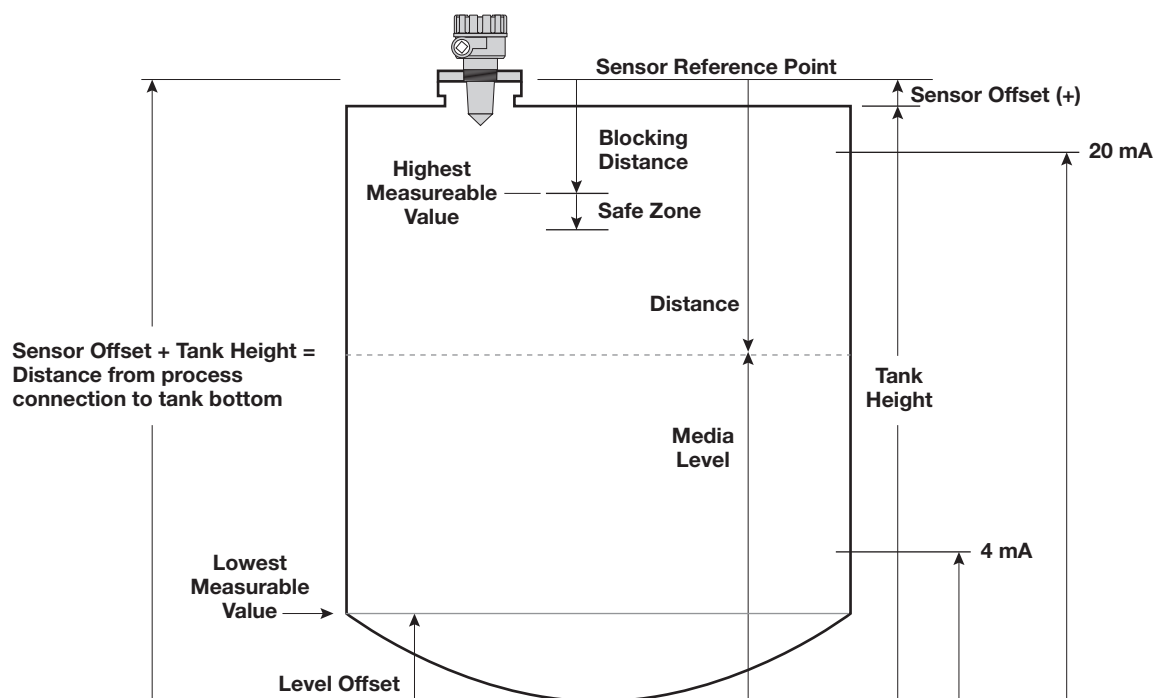 Sensor Reference Point
Sensor Offset (+)
Blocking
Distance
20 mA
Highest
Measureable
Value
Safe Zone
Distance
Sensor Offset + Tank Height =
Distance from process
connection to tank bottom
Tank
Height
Media
Level
4 mA
Lowest
Measurable
Value
Level Offset